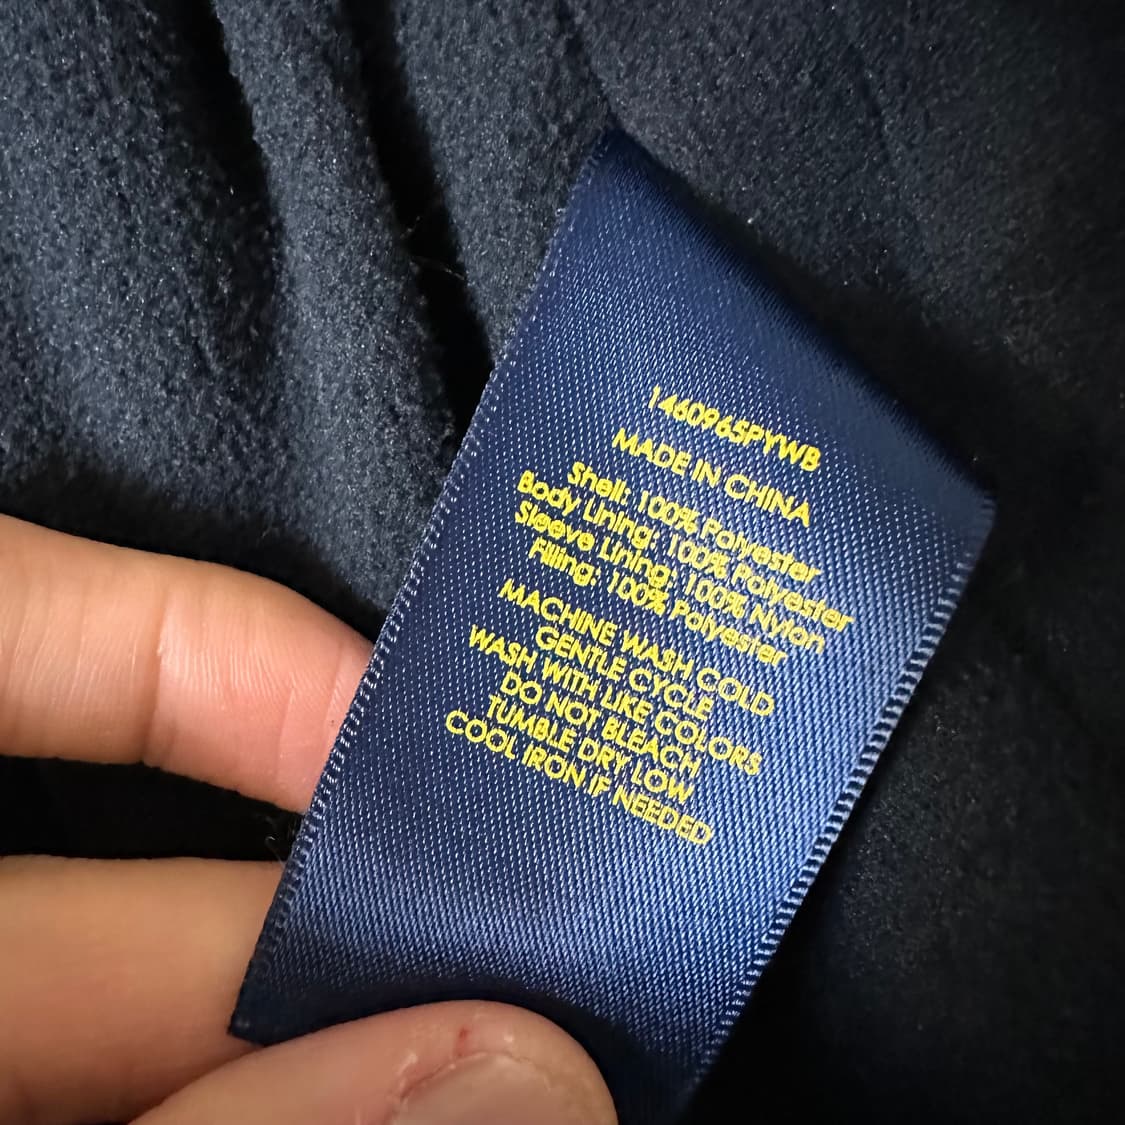 1460965PYWB
MADE IN CHINA
Shell: 100% Polyester
Body Lining: 100% Polyester
Sleeve Lining: 100% Nylon
Filling: 100% Polyester
MACHINE WASH COLD
GENTLE CYCLE
WASH WITH LIKE COLORS
DO NOT BLEACH
TUMBLE DRY LOW
COOL IRON IF NEEDED